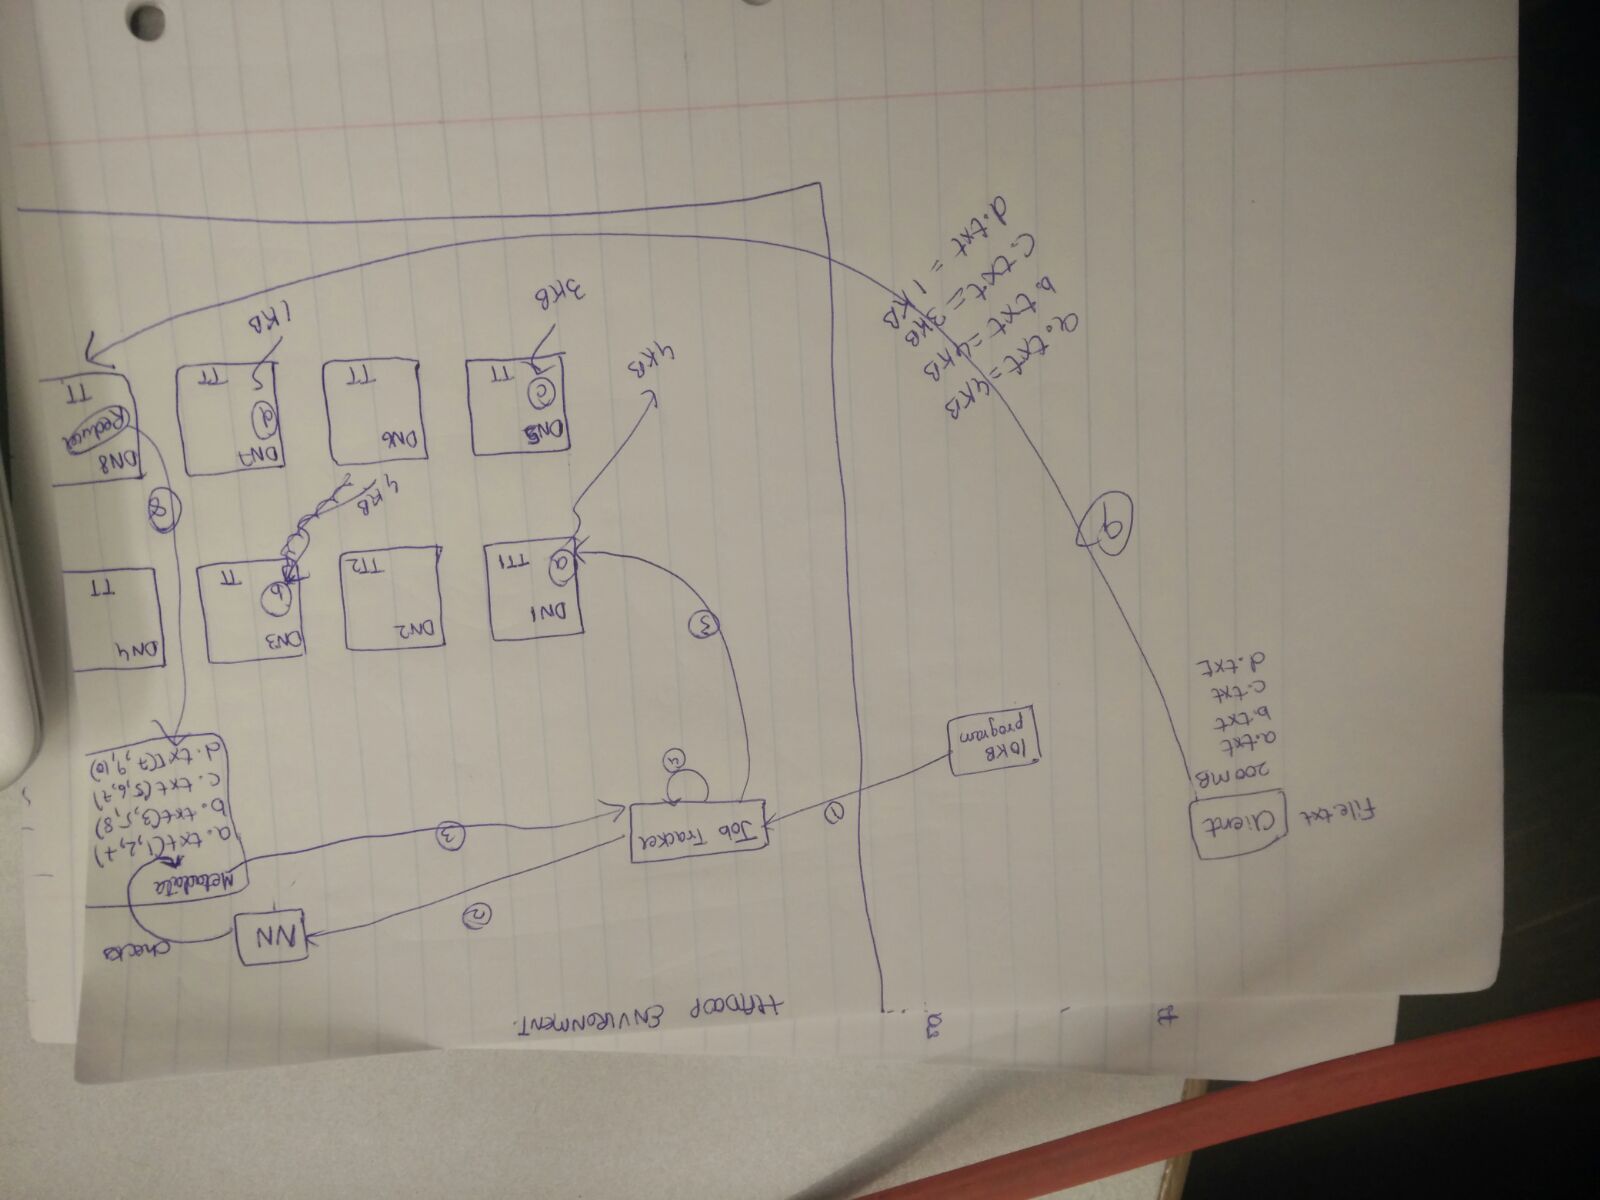 HADOOP ENVIRONMENT.
NN
checks
2
Metadata
a.txt(1,2,7)
b.txt(3,5,8)
c.txt(5,6,7)
d.txt(7,9,10)
3
Job Tracker
1
4
file.txt
Client
200MB
a.txt
b.txt
c.txt
d.txt
10KB
program
5
DN1
a
TT1
DN2
TT2
DN3
b
TT
DN4
TT
4KB
8
9
DN5
c
TT
DN6
TT
DN7
d
TT
DN8
Reducer
TT
4KB
3KB
1KB
a.txt=4KB
b.txt=4KB
c.txt=3KB
d.txt=1KB